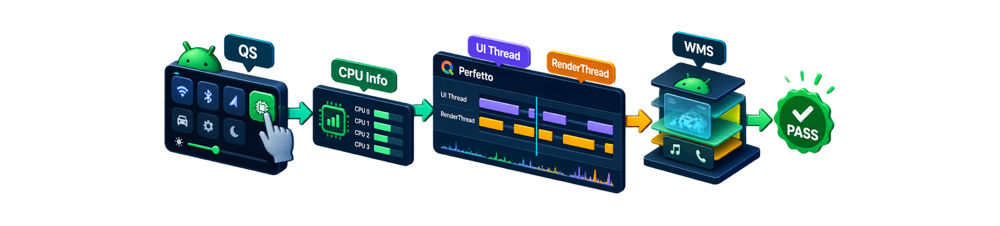 QS
CPU Info
CPU 0
CPU 1
CPU 2
CPU 3
UI Thread
RenderThread
Perfetto
UI Thread
RenderThread
WMS
PASS